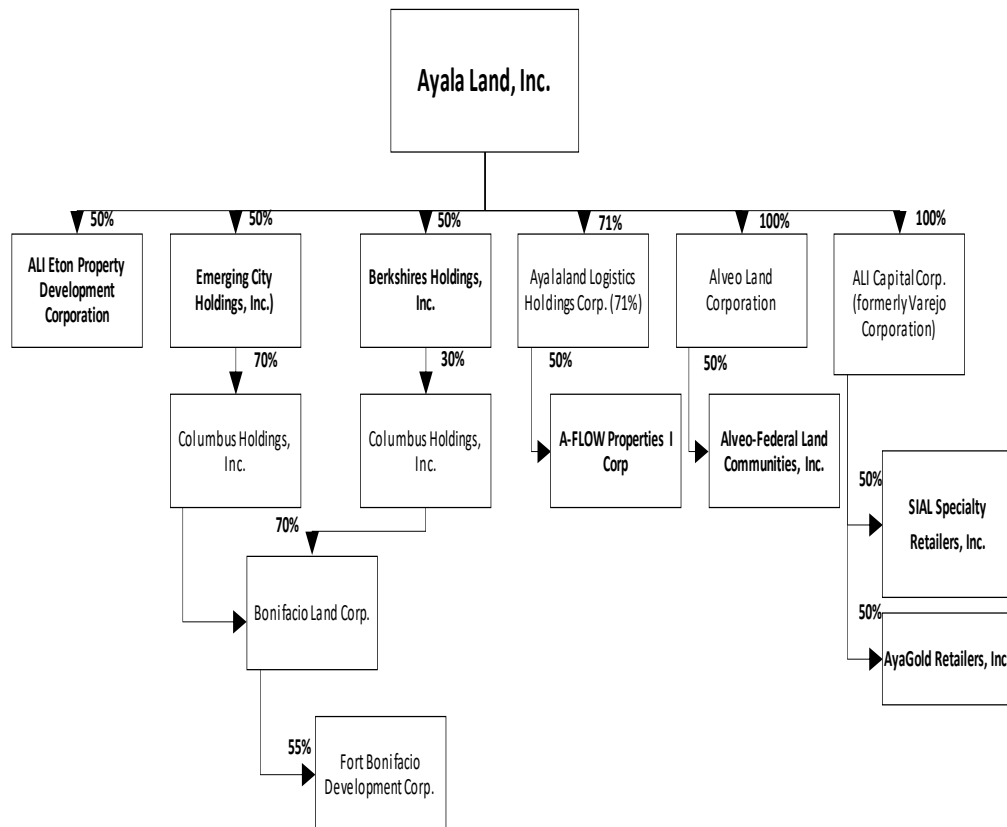 Ayala Land, Inc.
50%
50%
50%
71%
100%
100%
ALI Eton Property
Development
Corporation
Emerging City
Holdings, Inc.)
Berkshires Holdings,
Inc.
Ayalaland Logistics
Holdings Corp. (71%)
Alveo Land
Corporation
ALI Capital Corp.
(formerly Varejo
Corporation)
70%
30%
50%
50%
Columbus Holdings,
Inc.
Columbus Holdings,
Inc.
A-FLOW Properties I
Corp
Alveo-Federal Land
Communities, Inc.
50%
SIAL Specialty
Retailers, Inc.
70%
Bonifacio Land Corp.
50%
AyaGold Retailers, Inc
55%
Fort Bonifacio
Development Corp.